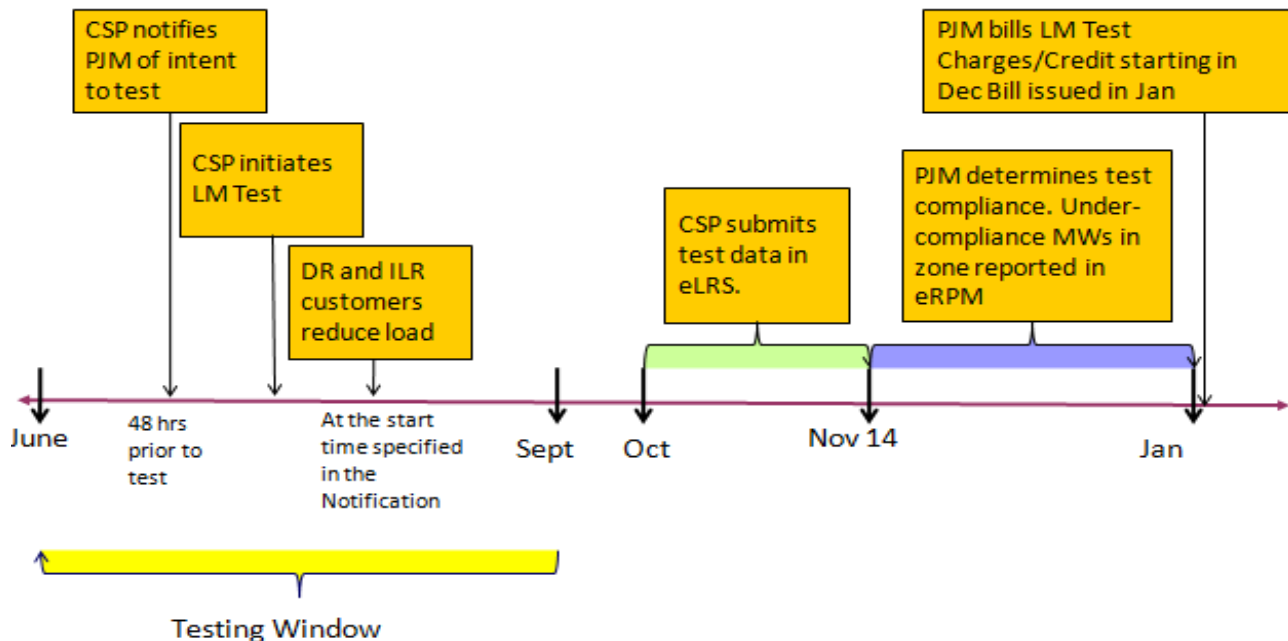 CSP notifies
PJM of intent
to test
CSP initiates
LM Test
DR and ILR
customers
reduce load
CSP submits
test data in
eLRS.
PJM determines test
compliance. Under-
compliance MWs in
zone reported in
eRPM
PJM bills LM Test
Charges/Credit starting in
Dec Bill issued in Jan
June
48 hrs
prior to
test
At the start
time specified
in the
Notification
Sept
Oct
Nov 14
Jan
Testing Window